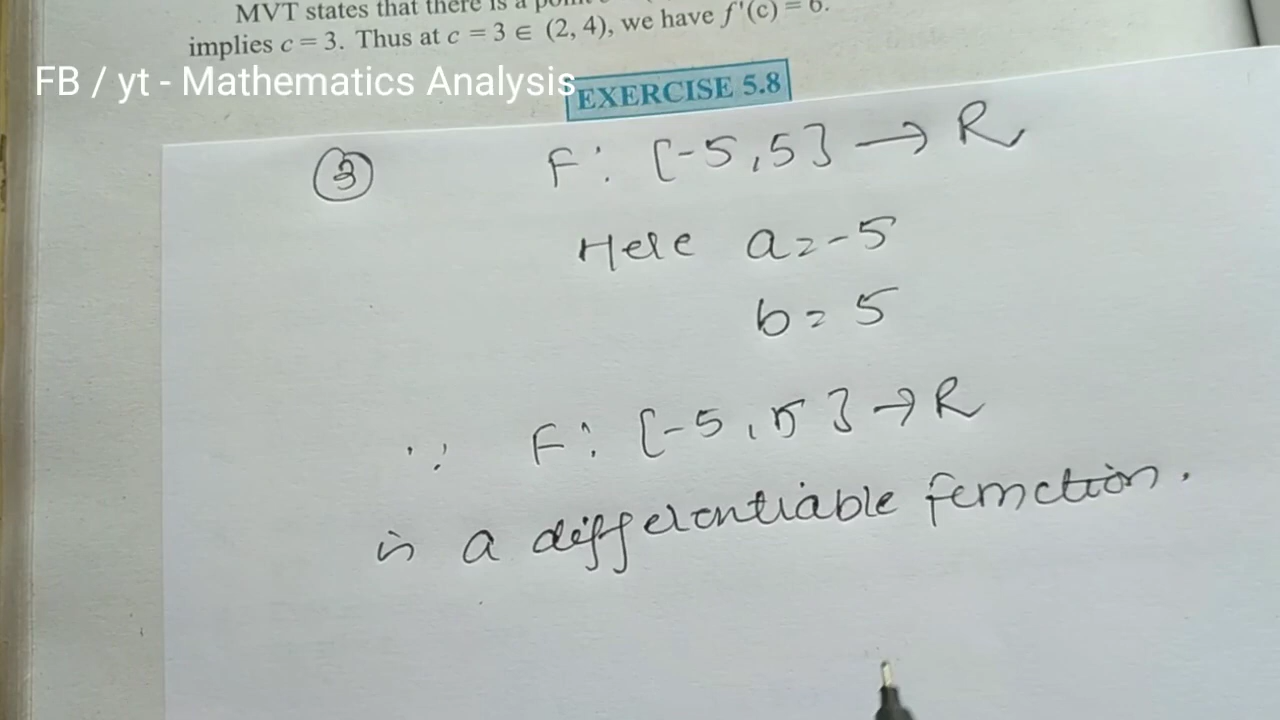 MVT states that there is a
implies c = 3. Thus at c = 3 ∈ (2, 4), we have f'(c) = 6.
FB / yt - Mathematics Analysis
EXERCISE 5.8
③ F: [-5,5] → R
Here a = -5
b = 5
∵ F: [-5,5] → R
is a differentiable function.